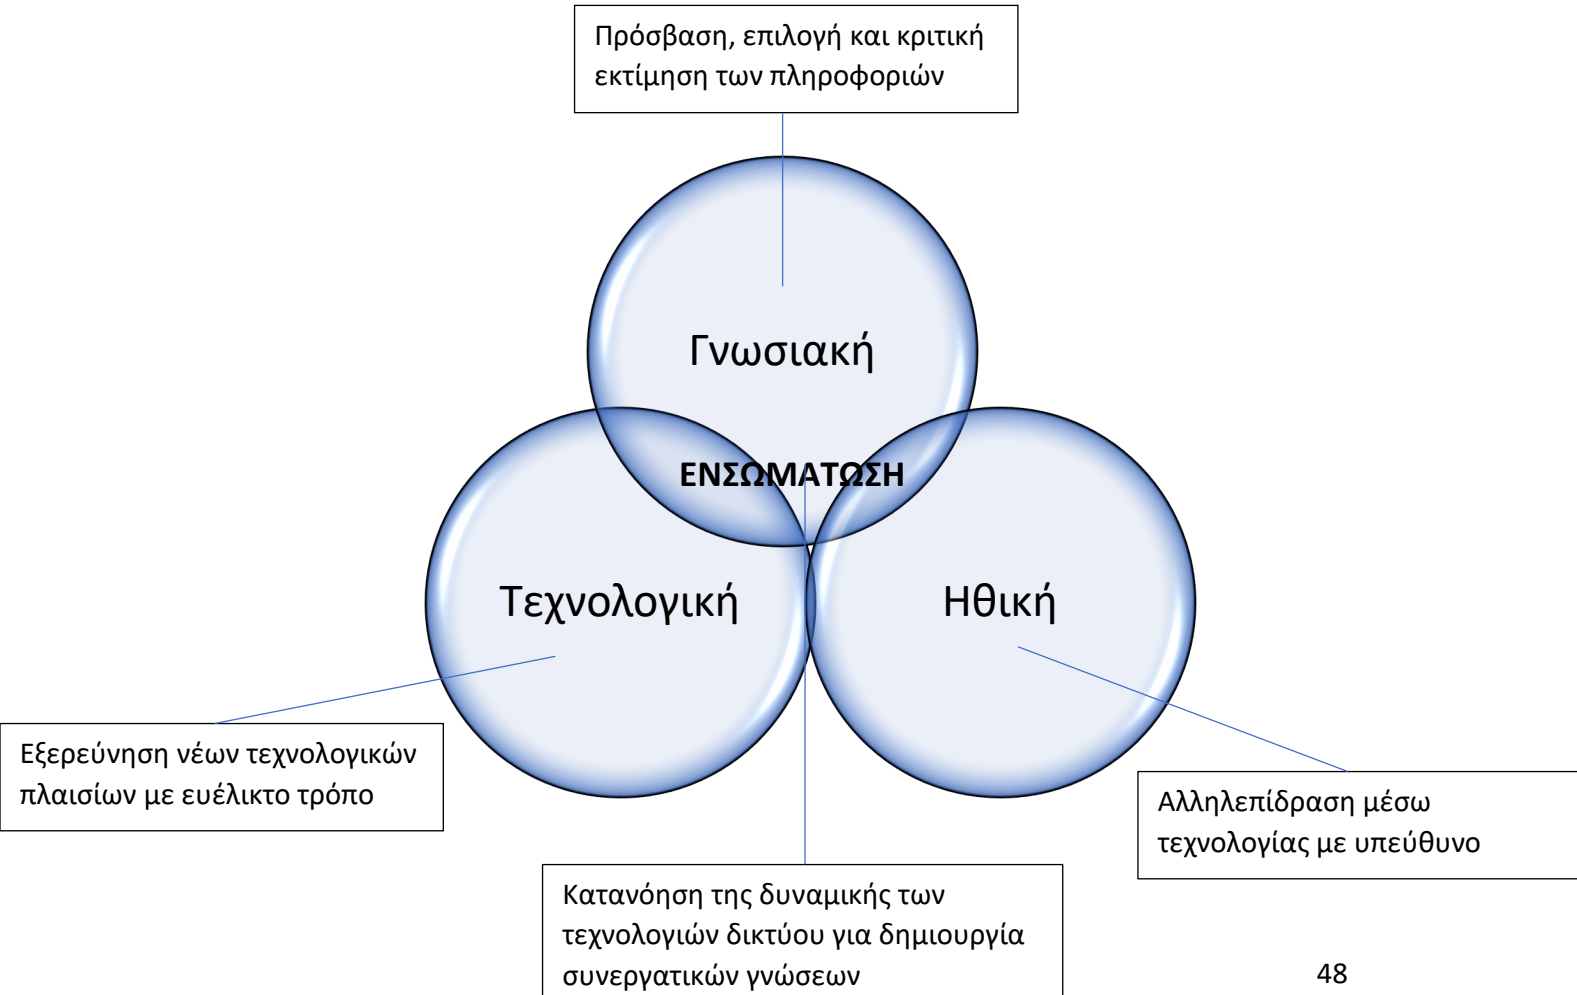 Πρόσβαση, επιλογή και κριτική
εκτίμηση των πληροφοριών
Γνωσιακή
ΕΝΣΩΜΑΤΩΣΗ
Τεχνολογική
Ηθική
Εξερεύνηση νέων τεχνολογικών
πλαισίων με ευέλικτο τρόπο
Αλληλεπίδραση μέσω
τεχνολογίας με υπεύθυνο
Κατανόηση της δυναμικής των
τεχνολογιών δικτύου για δημιουργία
συνεργατικών γνώσεων
48